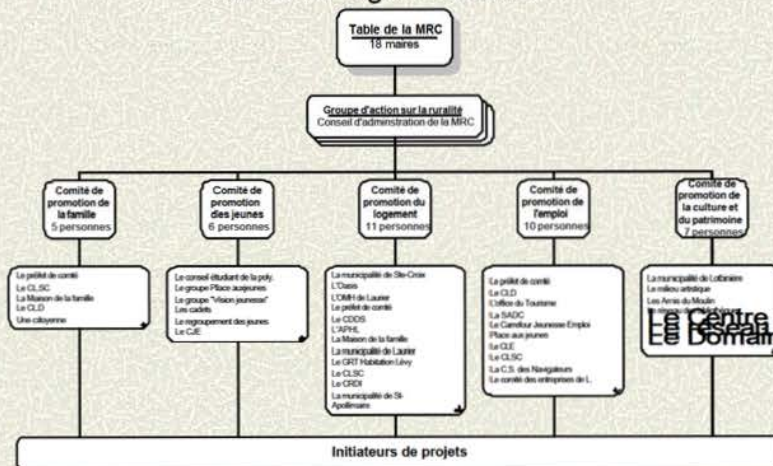 Table de la MRC
18 maires
Groupe d'action sur la ruralité
Conseil d'adminstration de la MRC
Comité de
promotion de
la famille
5 personnes
Comité de
promotion
des jeunes
6 personnes
Comité de
promotion du
logement
11 personnes
Comité de
promotion de
l'emploi
10 personnes
Comité de
promotion de
la culture et
du patrimoine
7 personnes
Le préfet de comté
Le CLSC
La Maison de la famille
Le CLD
Une citoyenne
Le conseil étudiant de la poly.
Le groupe Place aux jeunes
Le groupe "Vision jeunesse"
Les cadets
Le regroupement des jeunes
Le CJE
La municipalité de Ste-Croix
L'Oasis
L'OMH de Laurier
Le préfet de comté
Le CDDS
L'APHL
La Maison de la famille
La municipalité de Laurier
Le GRT Habitation Lévy
Le CLSC
Le CRDI
La municipalité de St-
Apollinaire
Le préfet de comté
Le CLD
L'office du Tourisme
La SADC
Le Carrefour Jeunesse Emploi
Place aux jeunes
Le CLE
Le CLSC
La C.S. des Navigateurs
Le comité des entreprises de L.
La municipalité de Lotbinière
Le milieu artistique
Les Amis du Moulin
Le Centre
Le réseau
Le Domain
Initiateurs de projets